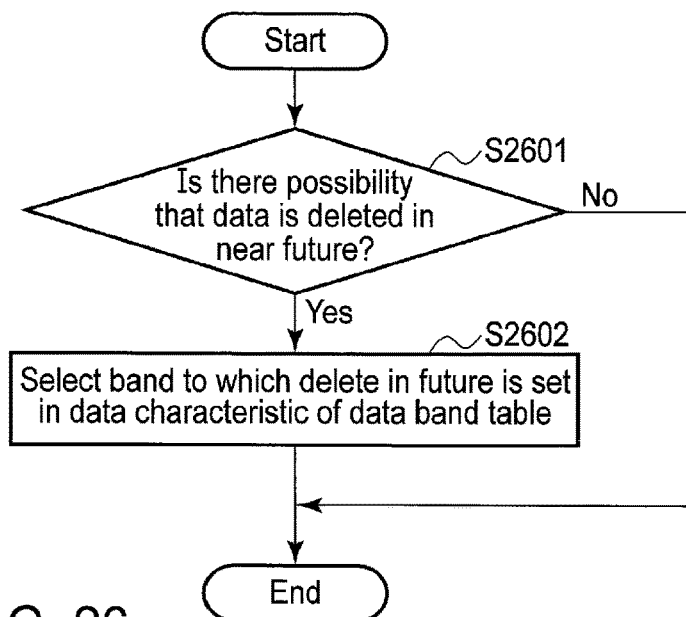 Start
S2601
Is there possibility
that data is deleted in
near future?
No
Yes
S2602
Select band to which delete in future is set
in data characteristic of data band table
End